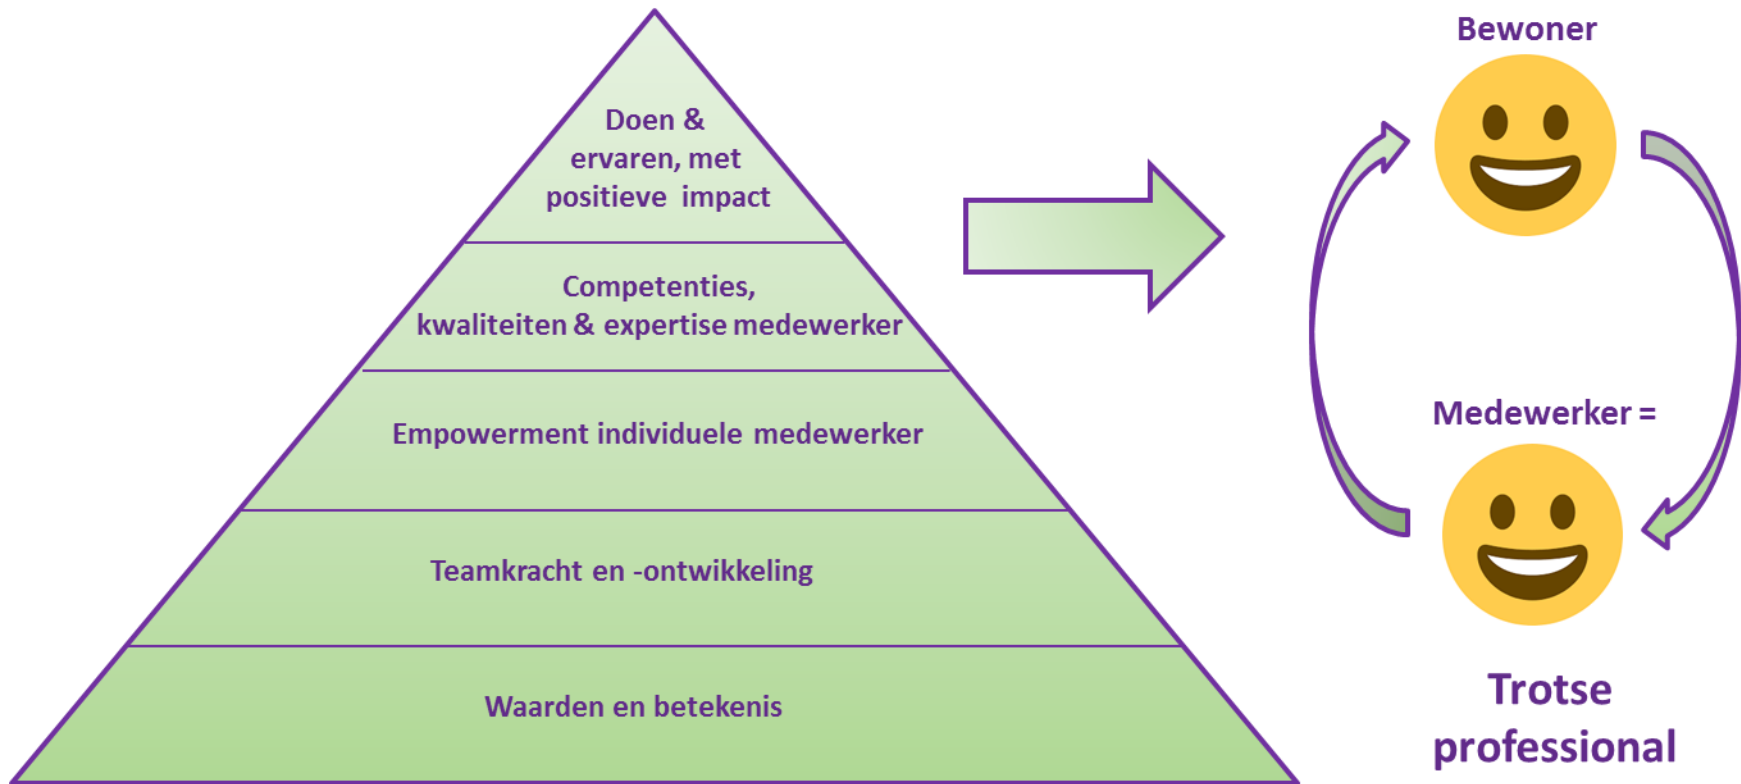 Doen &
ervaren, met
positieve impact
Competenties,
kwaliteiten & expertise medewerker
Empowerment individuele medewerker
Teamkracht en -ontwikkeling
Waarden en betekenis
Bewoner
Medewerker =
Trotse
professional